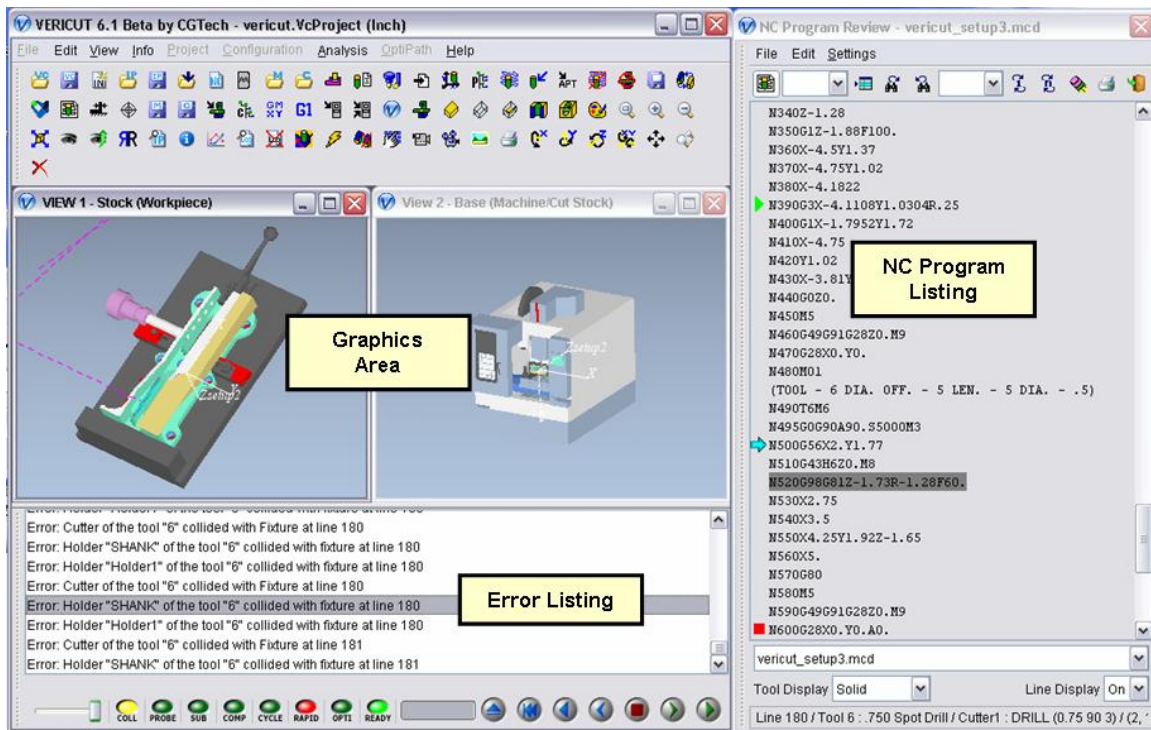 VERICUT 6.1 Beta by CGTech - vericut.VcProject (Inch)
File Edit View Info Project Configuration Analysis OptiPath Help
VIEW 1 - Stock (Workpiece)
View 2 - Base (Machine/Cut Stock)
Zsetup2
Zsetup2
X
Graphics
Area
Error: Cutter of the tool "6" collided with Fixture at line 180
Error: Holder "SHANK" of the tool "6" collided with fixture at line 180
Error: Holder "Holder1" of the tool "6" collided with fixture at line 180
Error: Cutter of the tool "6" collided with Fixture at line 180
Error: Holder "SHANK" of the tool "6" collided with fixture at line 180
Error: Holder "Holder1" of the tool "6" collided with fixture at line 180
Error: Cutter of the tool "6" collided with Fixture at line 181
Error: Holder "SHANK" of the tool "6" collided with fixture at line 181
Error Listing
COLL PROBE SUB COMP CYCLE RAPID OPTI READY
NC Program Review - vericut_setup3.mcd
File Edit Settings
N340Z-1.28
N350G1Z-1.88F100.
N360X-4.5Y1.37
N370X-4.75Y1.02
N380X-4.1822
N390G3X-4.1108Y1.0304R.25
N400G1X-1.7952Y1.72
N410X-4.75
N420Y1.02
N430X-3.81Y
N440G0Z0.
N450M5
N460G49G91G28Z0.M9
N470G28X0.Y0.
N480M01
(TOOL - 6 DIA. OFF. - 5 LEN. - 5 DIA. - .5)
N490T6M6
N495G0G90A90.S5000M3
N500G56X2.Y1.77
N510G43H6Z0.M8
N520G98G81Z-1.73R-1.28F60.
N530X2.75
N540X3.5
N550X4.25Y1.92Z-1.65
N560X5.
N570G80
N580M5
N590G49G91G28Z0.M9
N600G28X0.Y0.A0.
NC Program
Listing
vericut_setup3.mcd
Tool Display Solid Line Display On
Line 180 / Tool 6 : .750 Spot Drill / Cutter1 : DRILL (0.75 90 3) / (2,